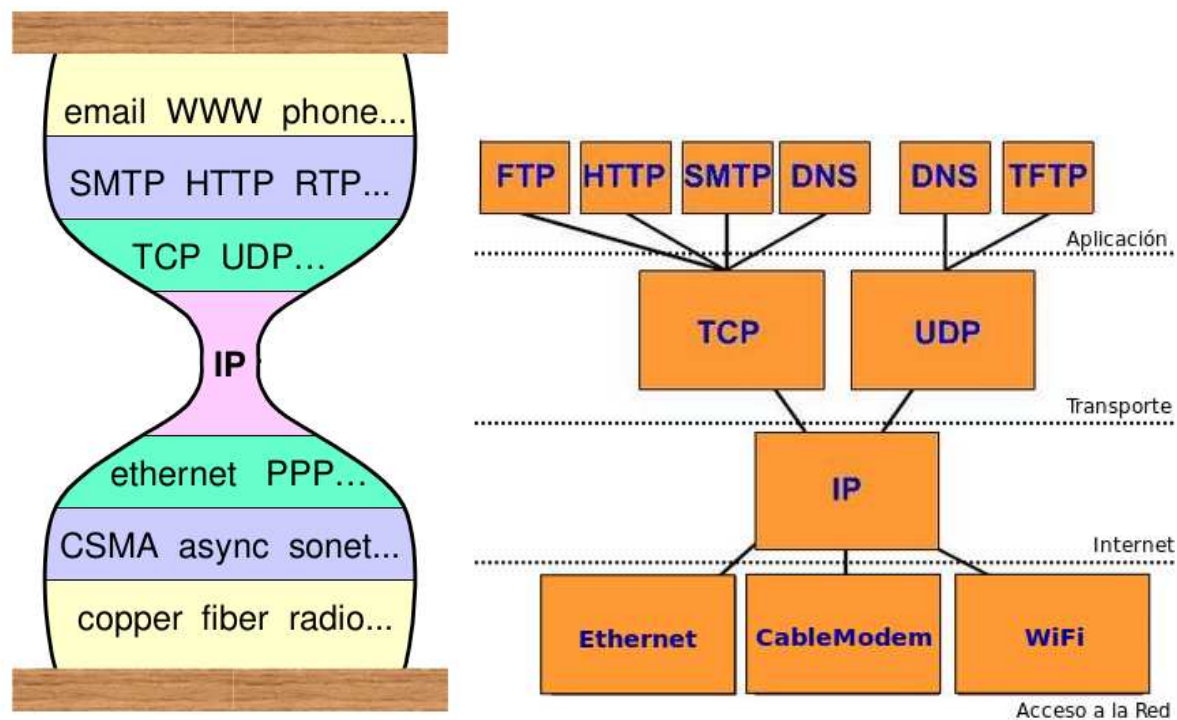 email WWW phone...
SMTP HTTP RTP...
TCP UDP...
IP
ethernet PPP...
CSMA async sonet...
copper fiber radio...
FTP HTTP SMTP DNS DNS TFTP
Aplicación
TCP UDP
Transporte
IP
Internet
Ethernet CableModem WiFi
Acceso a la Red